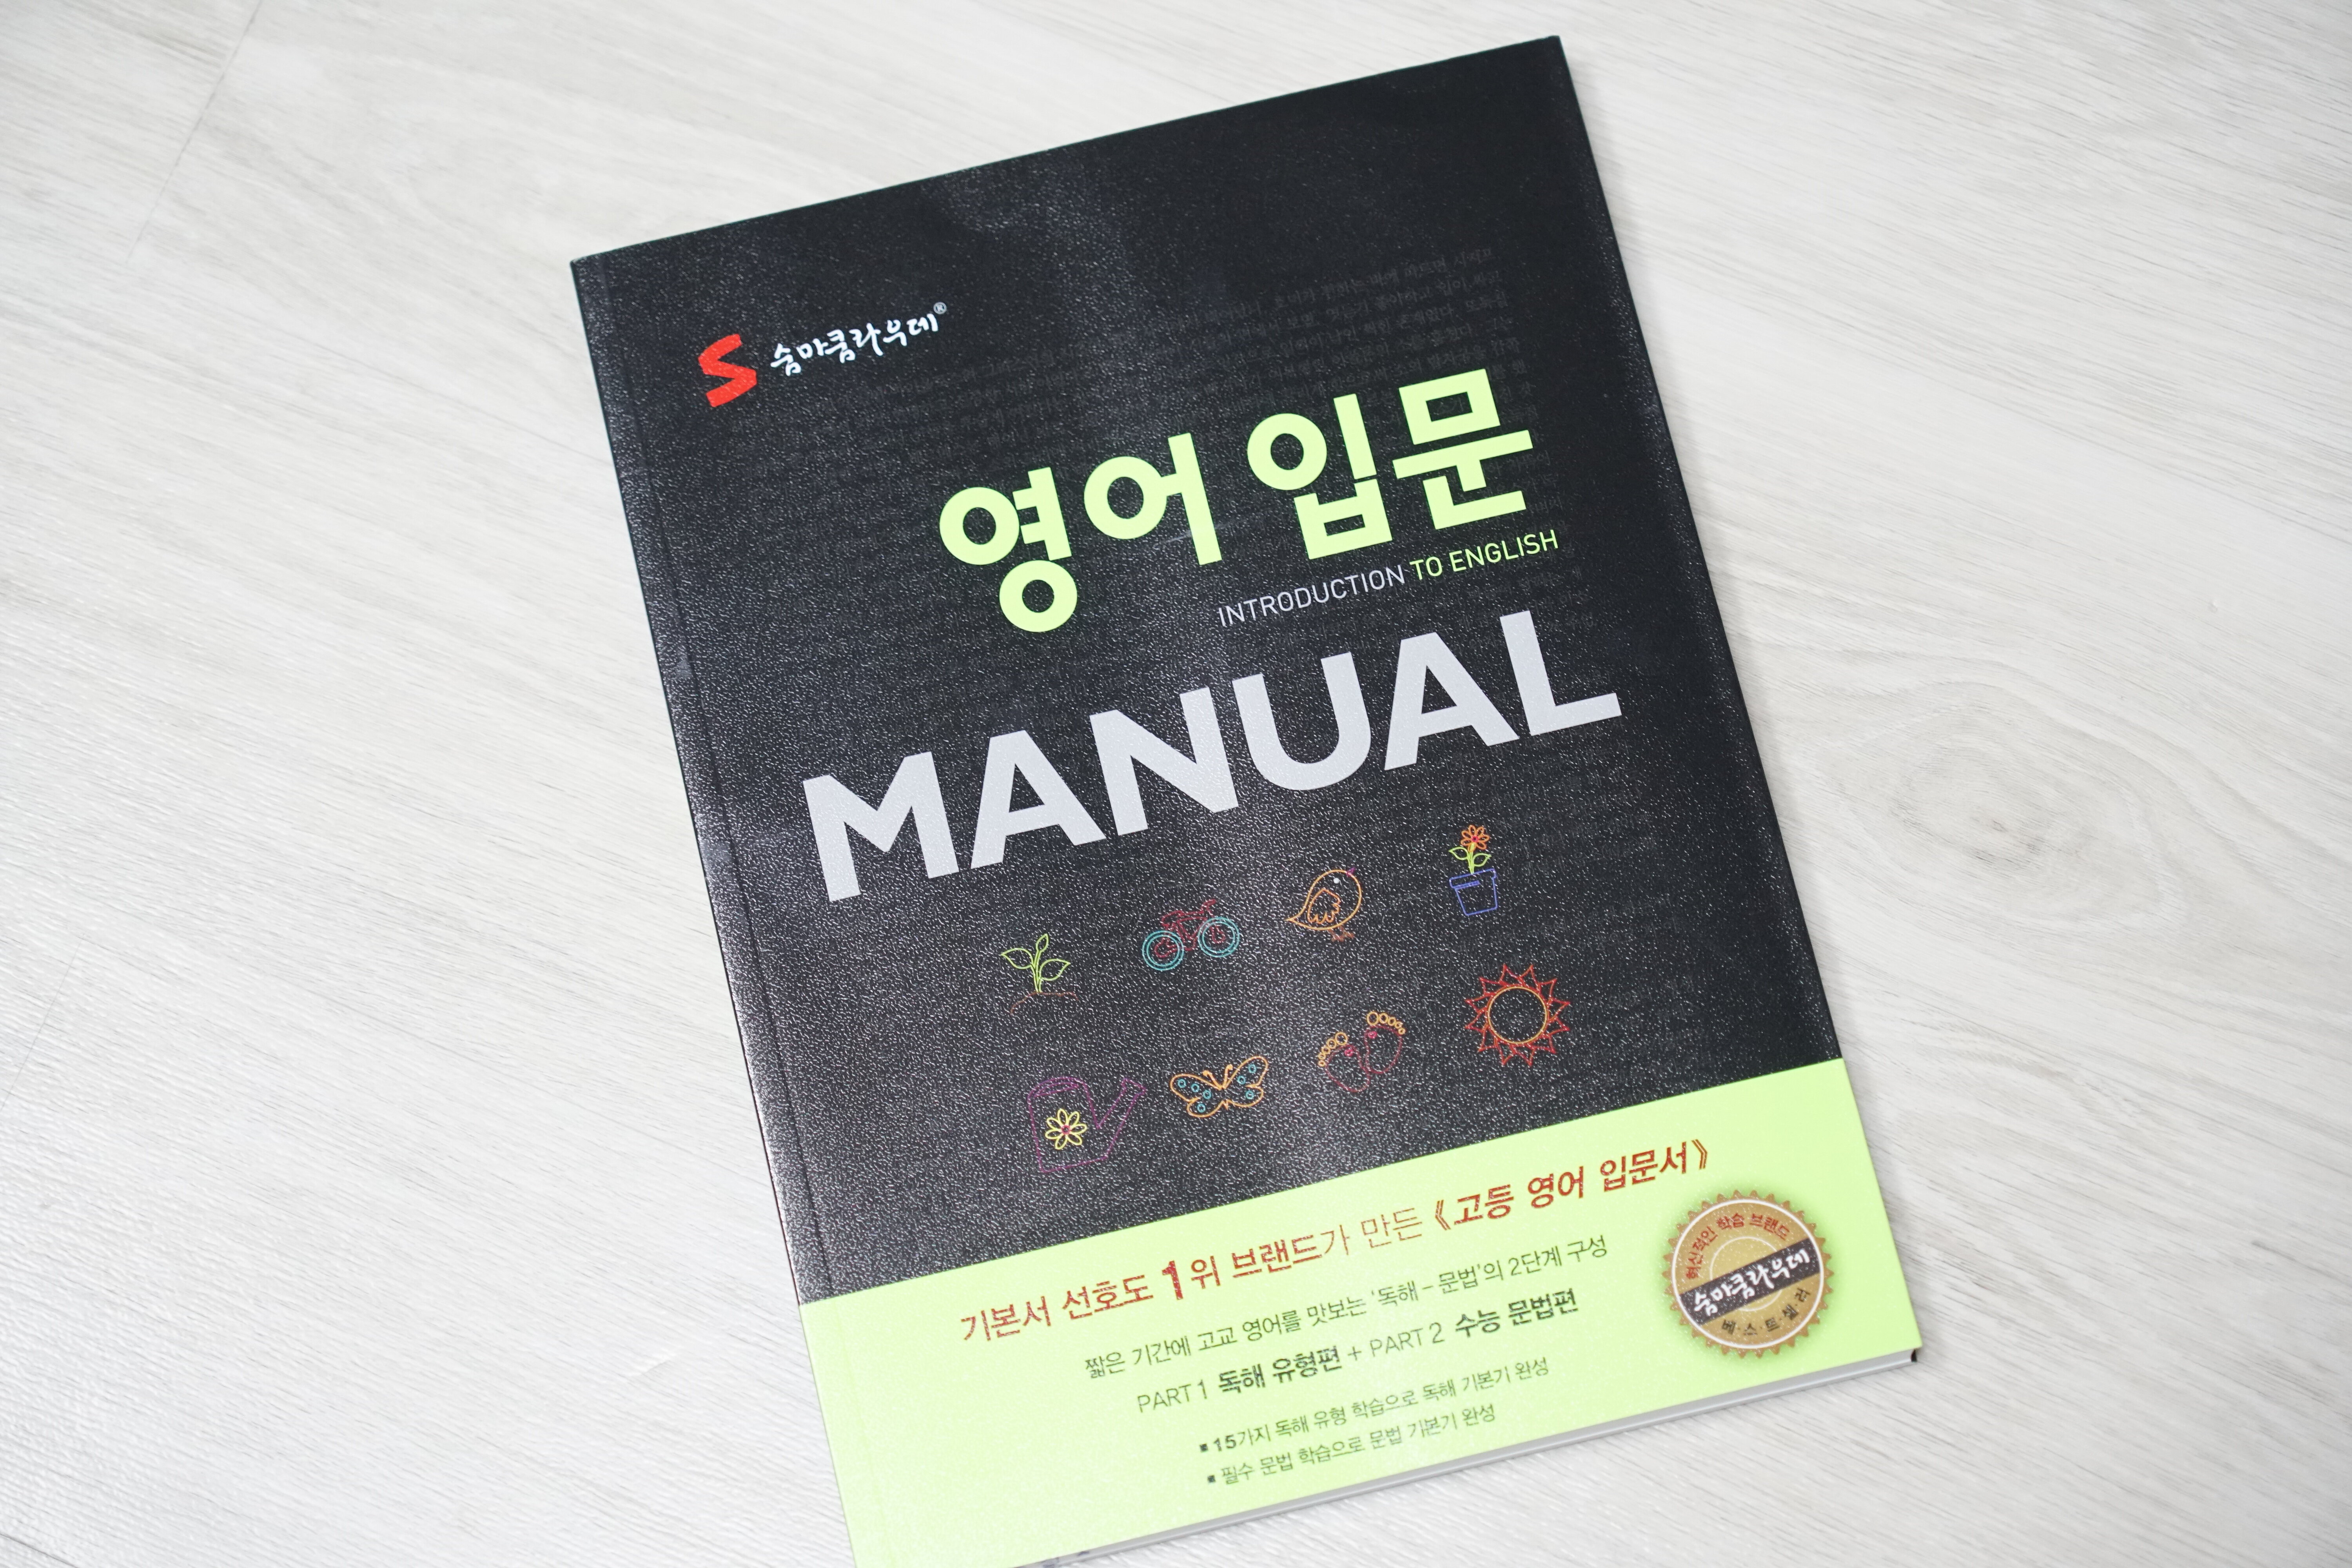 S 숨마쿰라우데®
영어 입문
INTRODUCTION TO ENGLISH
MANUAL
기본서 선호도 1위 브랜드가 만든 《고등 영어 입문서》
짧은 기간에 고교 영어를 맛보는 '독해 – 문법'의 2단계 구성
PART 1 독해 유형편 + PART 2 수능 문법편
■ 15가지 독해 유형 학습으로 독해 기본기 완성
■ 필수 문법 학습으로 문법 기본기 완성
혁신적인 학습 브랜드
숨마쿰라우데
베·스·트·셀·러